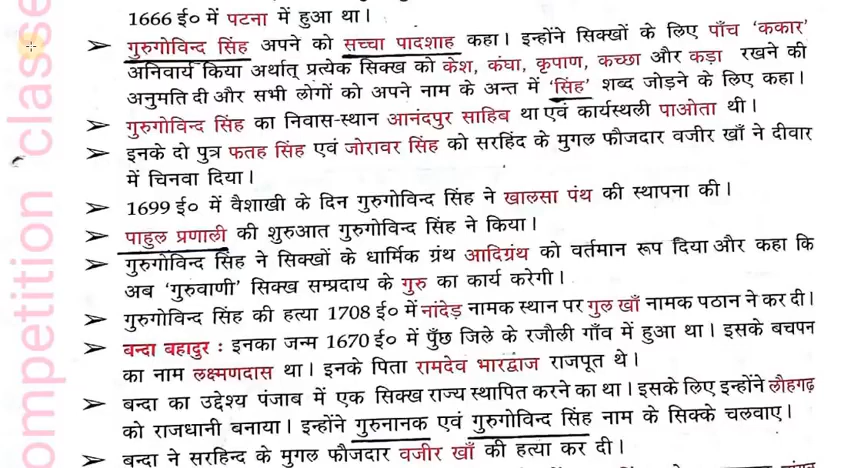 1666 ई० में पटना में हुआ था।
➤ गुरुगोविन्द सिंह अपने को सच्चा पादशाह कहा। इन्होंने सिक्खों के लिए पाँच 'ककार'
अनिवार्य किया अर्थात् प्रत्येक सिक्ख को केश, कंघा, कृपाण, कच्छा और कड़ा रखने की
अनुमति दी और सभी लोगों को अपने नाम के अन्त में 'सिंह' शब्द जोड़ने के लिए कहा।
➤ गुरुगोविन्द सिंह का निवास-स्थान आनंदपुर साहिब था एवं कार्यस्थली पाओता थी।
➤ इनके दो पुत्र फतह सिंह एवं जोरावर सिंह को सरहिंद के मुगल फौजदार वजीर खाँ ने दीवार
में चिनवा दिया।
➤ 1699 ई० में वैशाखी के दिन गुरुगोविन्द सिंह ने खालसा पंथ की स्थापना की।
➤ पाहुल प्रणाली की शुरुआत गुरुगोविन्द सिंह ने किया।
➤ गुरुगोविन्द सिंह ने सिक्खों के धार्मिक ग्रंथ आदिग्रंथ को वर्तमान रूप दिया और कहा कि
अब 'गुरुवाणी' सिक्ख सम्प्रदाय के गुरु का कार्य करेगी।
➤ गुरुगोविन्द सिंह की हत्या 1708 ई० में नांदेड़ नामक स्थान पर गुल खाँ नामक पठान ने कर दी।
➤ बन्दा बहादुर : इनका जन्म 1670 ई० में पुँछ जिले के रजौली गाँव में हुआ था। इसके बचपन
का नाम लक्ष्मणदास था। इनके पिता रामदेव भारद्वाज राजपूत थे।
➤ बन्दा का उद्देश्य पंजाब में एक सिक्ख राज्य स्थापित करने का था। इसके लिए इन्होंने लौहगढ़
को राजधानी बनाया। इन्होंने गुरुनानक एवं गुरुगोविन्द सिंह नाम के सिक्के चलवाए।
➤ बन्दा ने सरहिन्द के मुगल फौजदार वजीर खाँ की हत्या कर दी।
ompetition classe